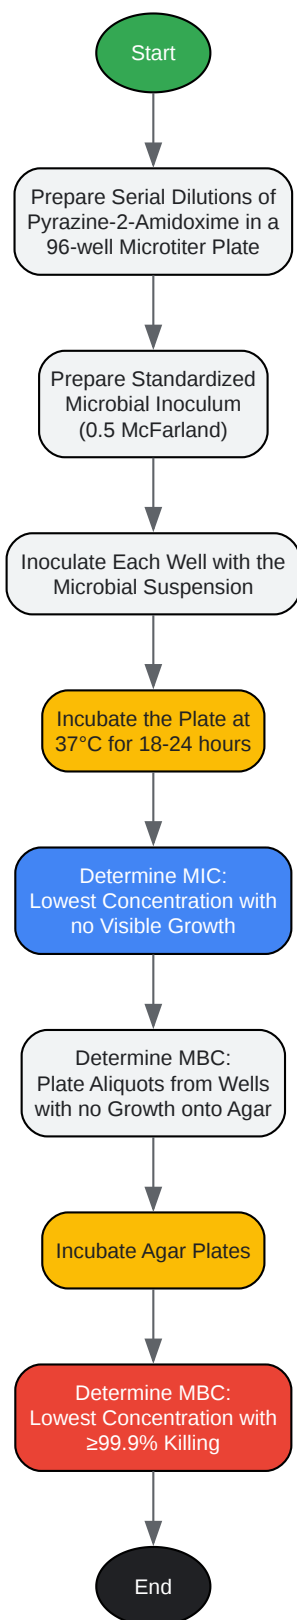 Start
Prepare Serial Dilutions of
Pyrazine-2-Amidoxime in a
96-well Microtiter Plate
Prepare Standardized
Microbial Inoculum
(0.5 McFarland)
Inoculate Each Well with the
Microbial Suspension
Incubate the Plate at
37°C for 18-24 hours
Determine MIC:
Lowest Concentration with
no Visible Growth
Determine MBC:
Plate Aliquots from Wells
with no Growth onto Agar
Incubate Agar Plates
Determine MBC:
Lowest Concentration with
≥99.9% Killing
End